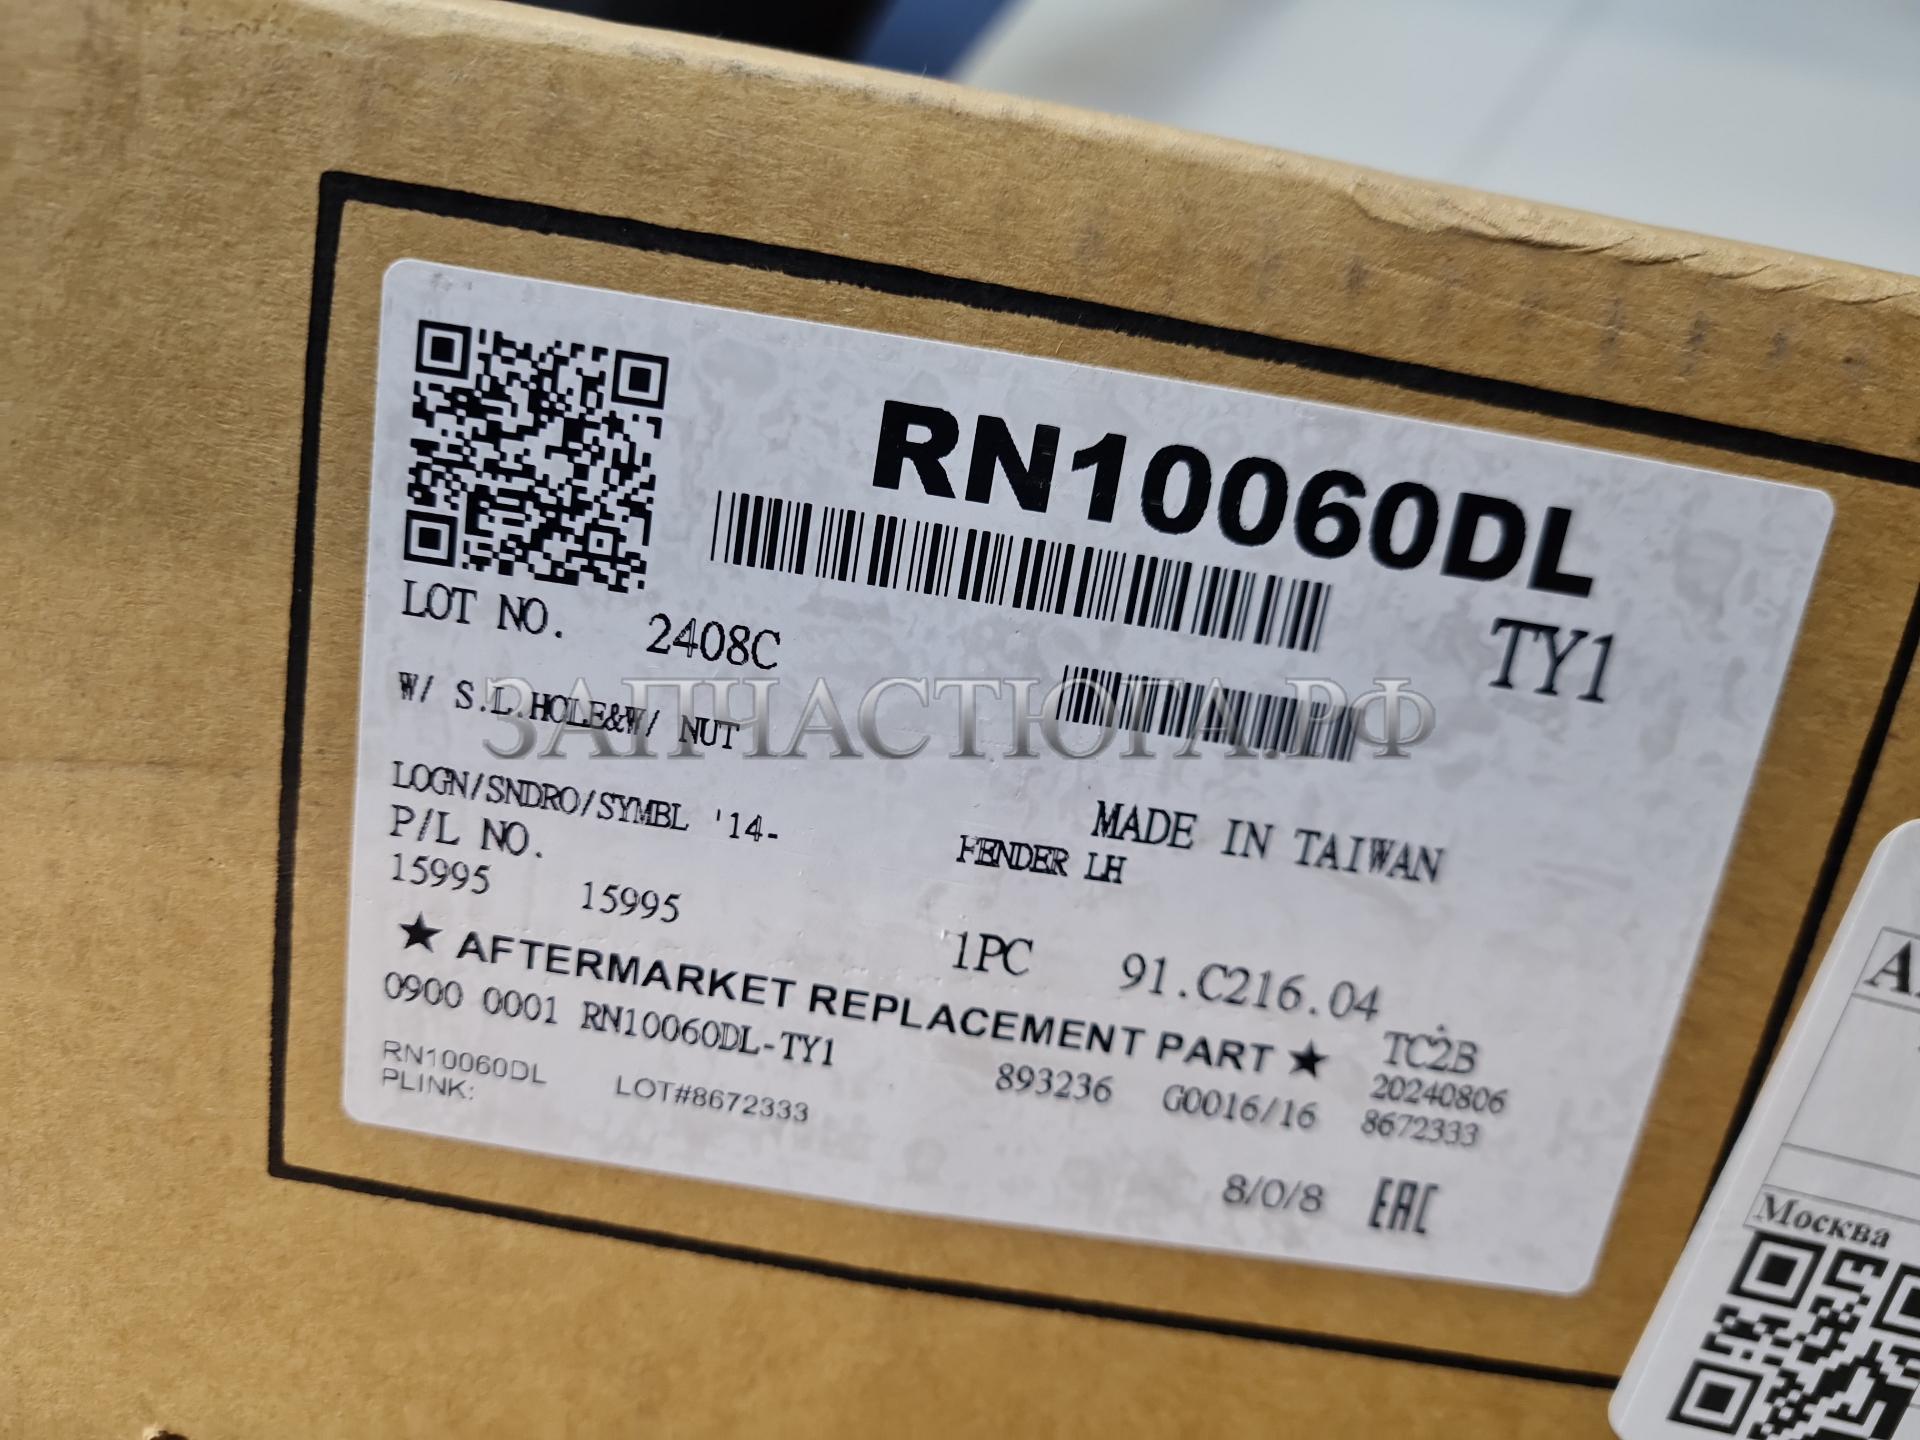 RN10060DL
TY1
LOT NO. 2408C
W/ S.L.HOLE&W/ NUT
ЗАПЧАСТЮГА.РФ
LOGN/SNDRO/SYMBL '14-
MADE IN TAIWAN
P/L NO.
FENDER LH
15995 15995
1PC 91.C216.04
★ AFTERMARKET REPLACEMENT PART ★
TC2B
0900 0001 RN10060DL-TY1
893236 G0016/16 20240806
RN10060DL LOT#8672333 8672333
PLINK:
8/0/8 EAC
Москва